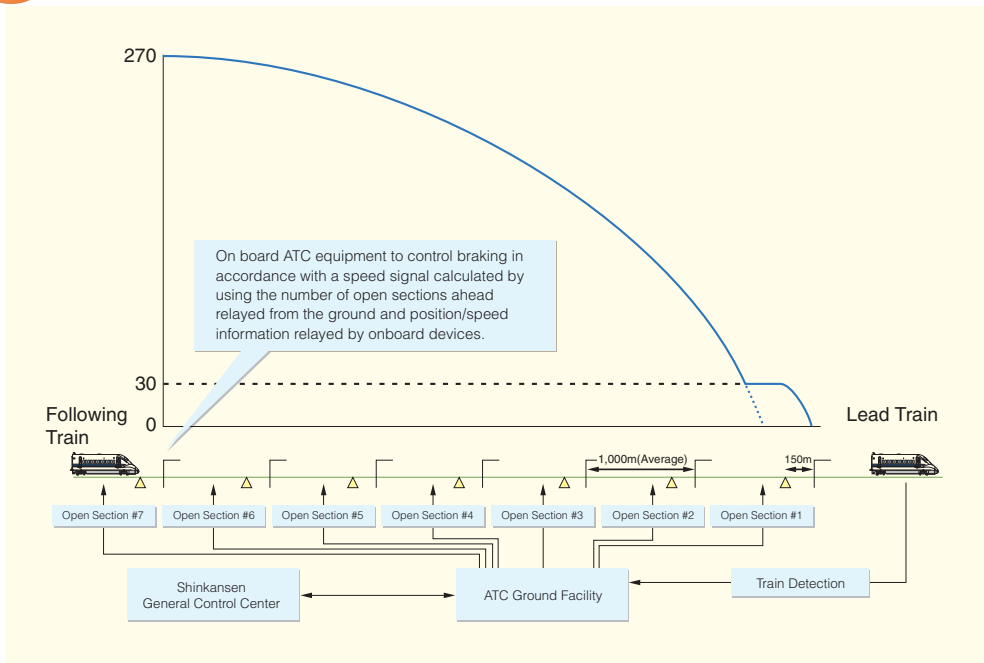 270
On board ATC equipment to control braking in
accordance with a speed signal calculated by
using the number of open sections ahead
relayed from the ground and position/speed
information relayed by onboard devices.
30
0
Following
Train
Lead Train
1,000m(Average)
150m
Open Section #7
Open Section #6
Open Section #5
Open Section #4
Open Section #3
Open Section #2
Open Section #1
Shinkansen
General Control Center
ATC Ground Facility
Train Detection